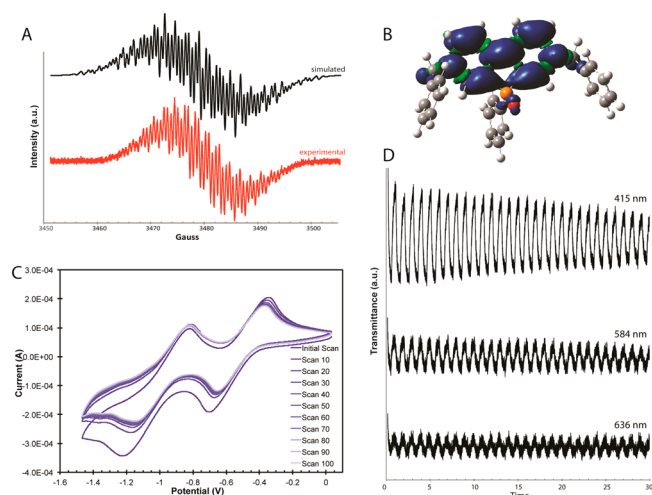 A
simulated
experimental
Intensity (a.u.)
3450
3460
3470
3480
3490
3500
Gauss
B
C
3.0E-04
2.0E-04
1.0E-04
0.0E+00
-1.0E-04
-2.0E-04
-3.0E-04
-4.0E-04
Current (A)
Initial Scan
Scan 10
Scan 20
Scan 30
Scan 40
Scan 50
Scan 60
Scan 70
Scan 80
Scan 90
Scan 100
-1.6
-1.4
-1.2
-1
-0.8
-0.6
-0.4
-0.2
0
Potential (V)
D
415 nm
584 nm
636 nm
Transmittance (a.u.)
0
5
10
15
20
25
30
Time